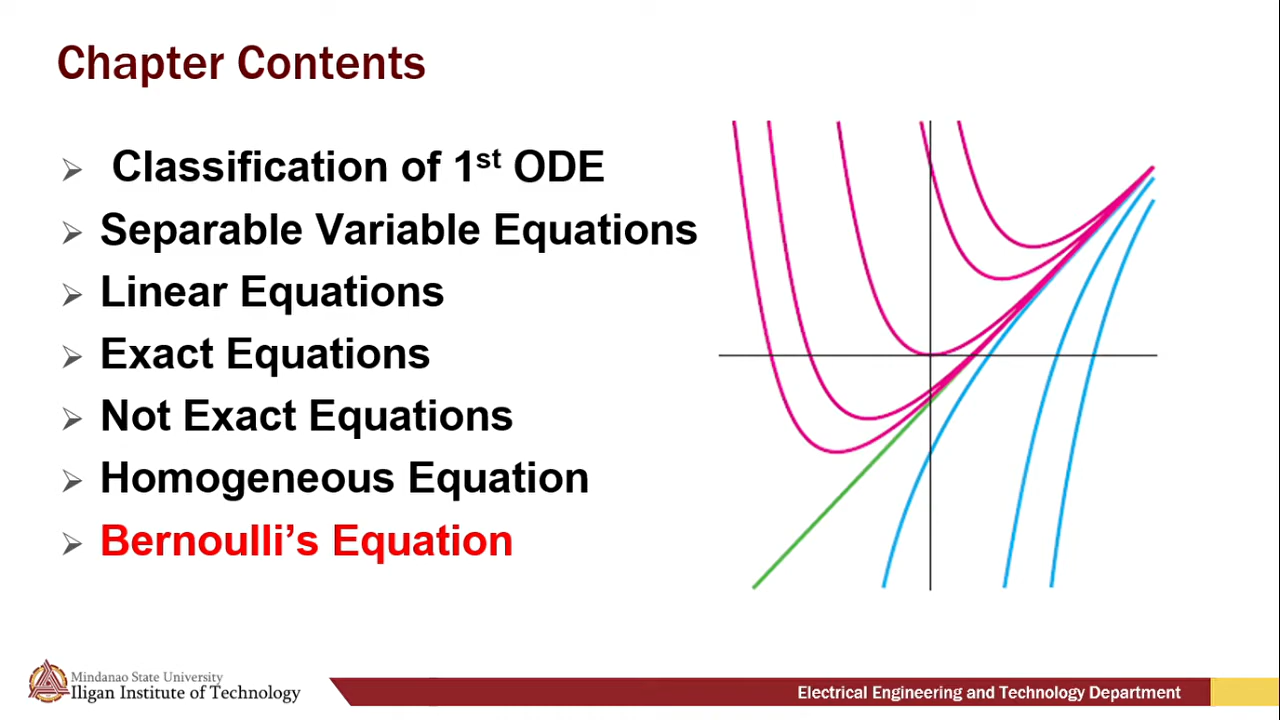 Chapter Contents
Classification of 1st ODE
Separable Variable Equations
Linear Equations
Exact Equations
Not Exact Equations
Homogeneous Equation
Bernoulli’s Equation
Mindanao State University
Iligan Institute of Technology
Electrical Engineering and Technology Department